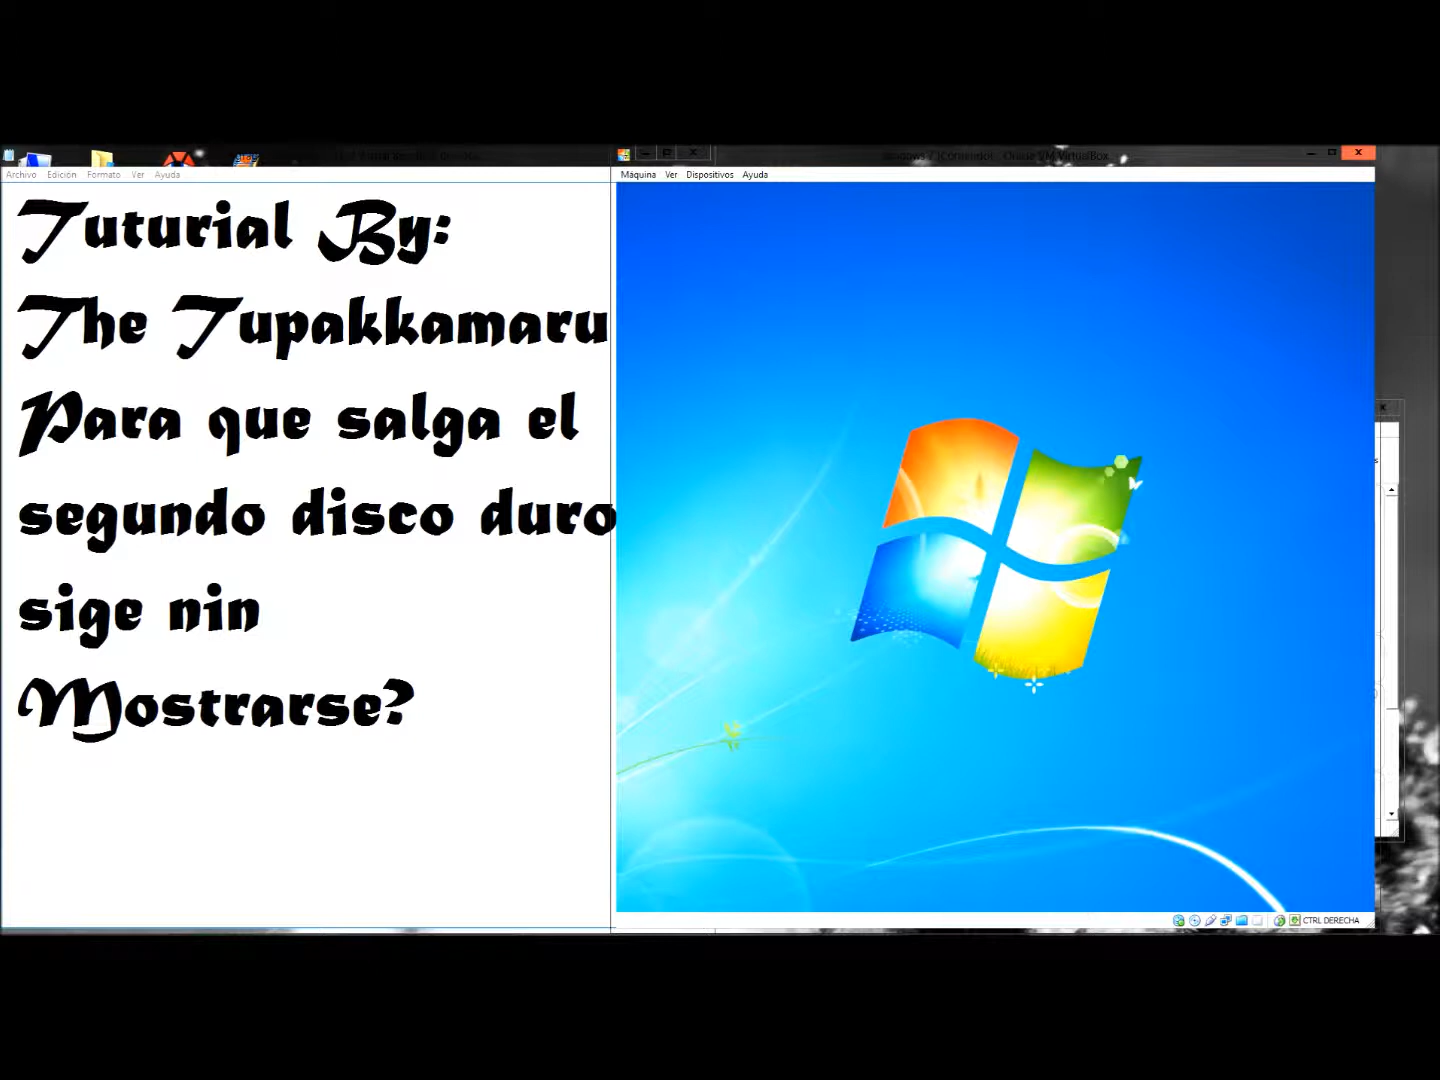 Archivo Edición Formato Ver Ayuda
Tuturial By:
The Tupakkamaru
Para que salga el
segundo disco duro
sige nin
Mostrarse?
Máquina Ver Dispositivos Ayuda
CTRL DERECHA